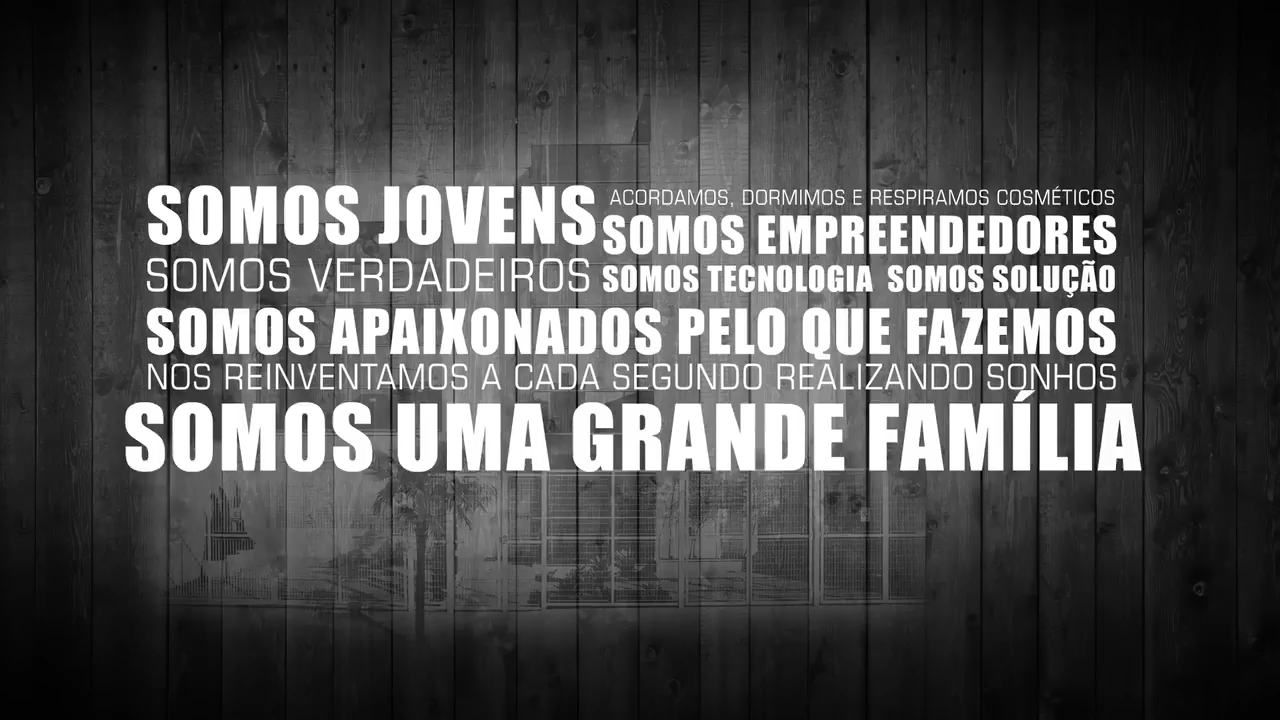 SOMOS JOVENS
SOMOS VERDADEIROS
ACORDAMOS, DORMIMOS E RESPIRAMOS COSMÉTICOS
SOMOS EMPREENDEDORES
SOMOS TECNOLOGIA SOMOS SOLUÇÃO
SOMOS APAIXONADOS PELO QUE FAZEMOS
NOS REINVENTAMOS A CADA SEGUNDO REALIZANDO SONHOS
SOMOS UMA GRANDE FAMÍLIA